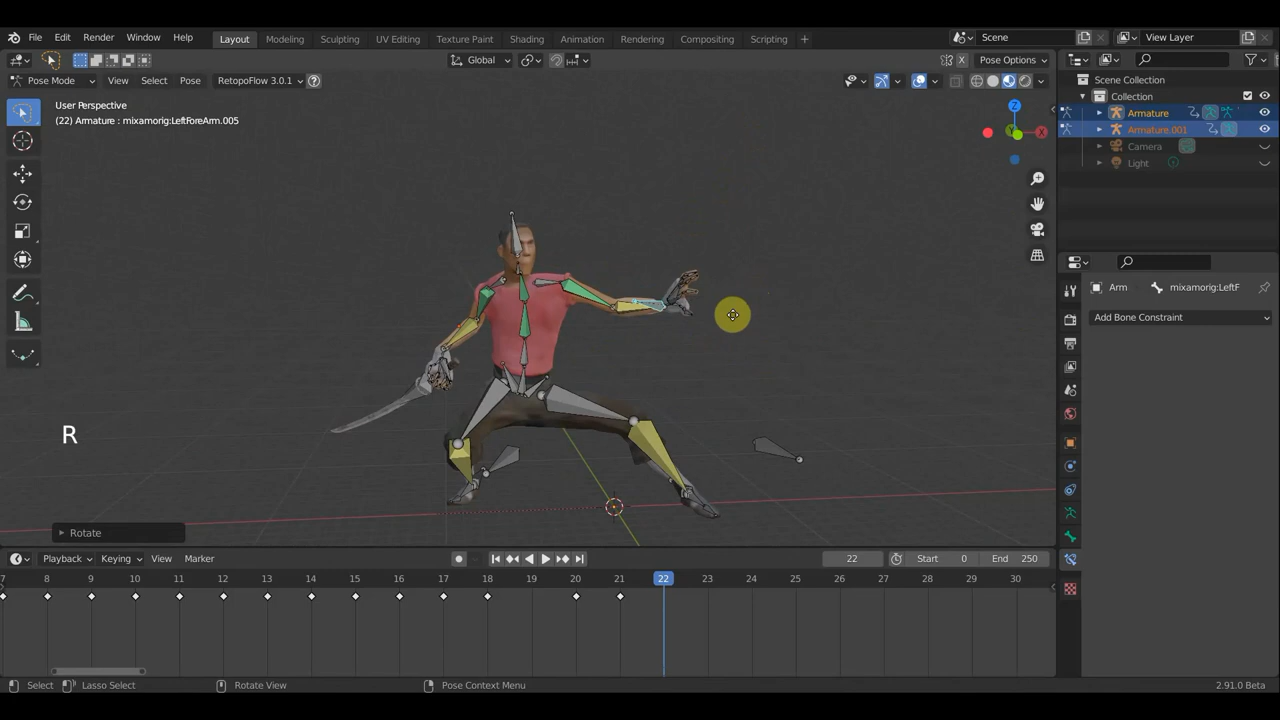 File Edit Render Window Help Layout Modeling Sculpting UV Editing Texture Paint Shading Animation Rendering Compositing Scripting + Scene View Layer
Global Pose Options
Pose Mode View Select Pose RetopoFlow 3.0.1
User Perspective
(22) Armature : mixamorig:LeftForeArm.005
Z
X
Y
Scene Collection
Collection
Armature
Armature.001
Camera
Light
Arm mixamorig:LeftF
Add Bone Constraint
R
Rotate
Playback Keying View Marker 22 Start 0 End 250
7 8 9 10 11 12 13 14 15 16 17 18 19 20 21 22 23 24 25 26 27 28 29 30
Select Lasso Select Rotate View Pose Context Menu 2.91.0 Beta